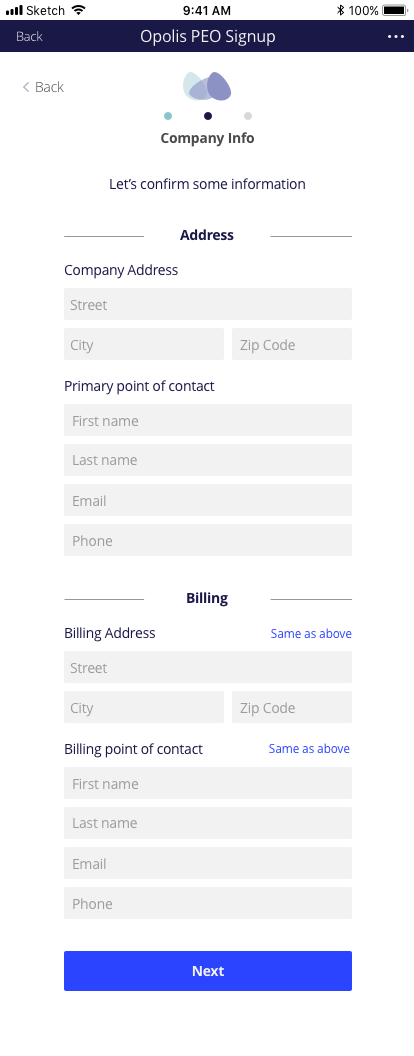 Sketch 9:41 AM 100%
Back Opolis PEO Signup
Back
Company Info
Let's confirm some information
Address
Company Address
Street
City Zip Code
Primary point of contact
First name
Last name
Email
Phone
Billing
Billing Address Same as above
Street
City Zip Code
Billing point of contact Same as above
First name
Last name
Email
Phone
Next